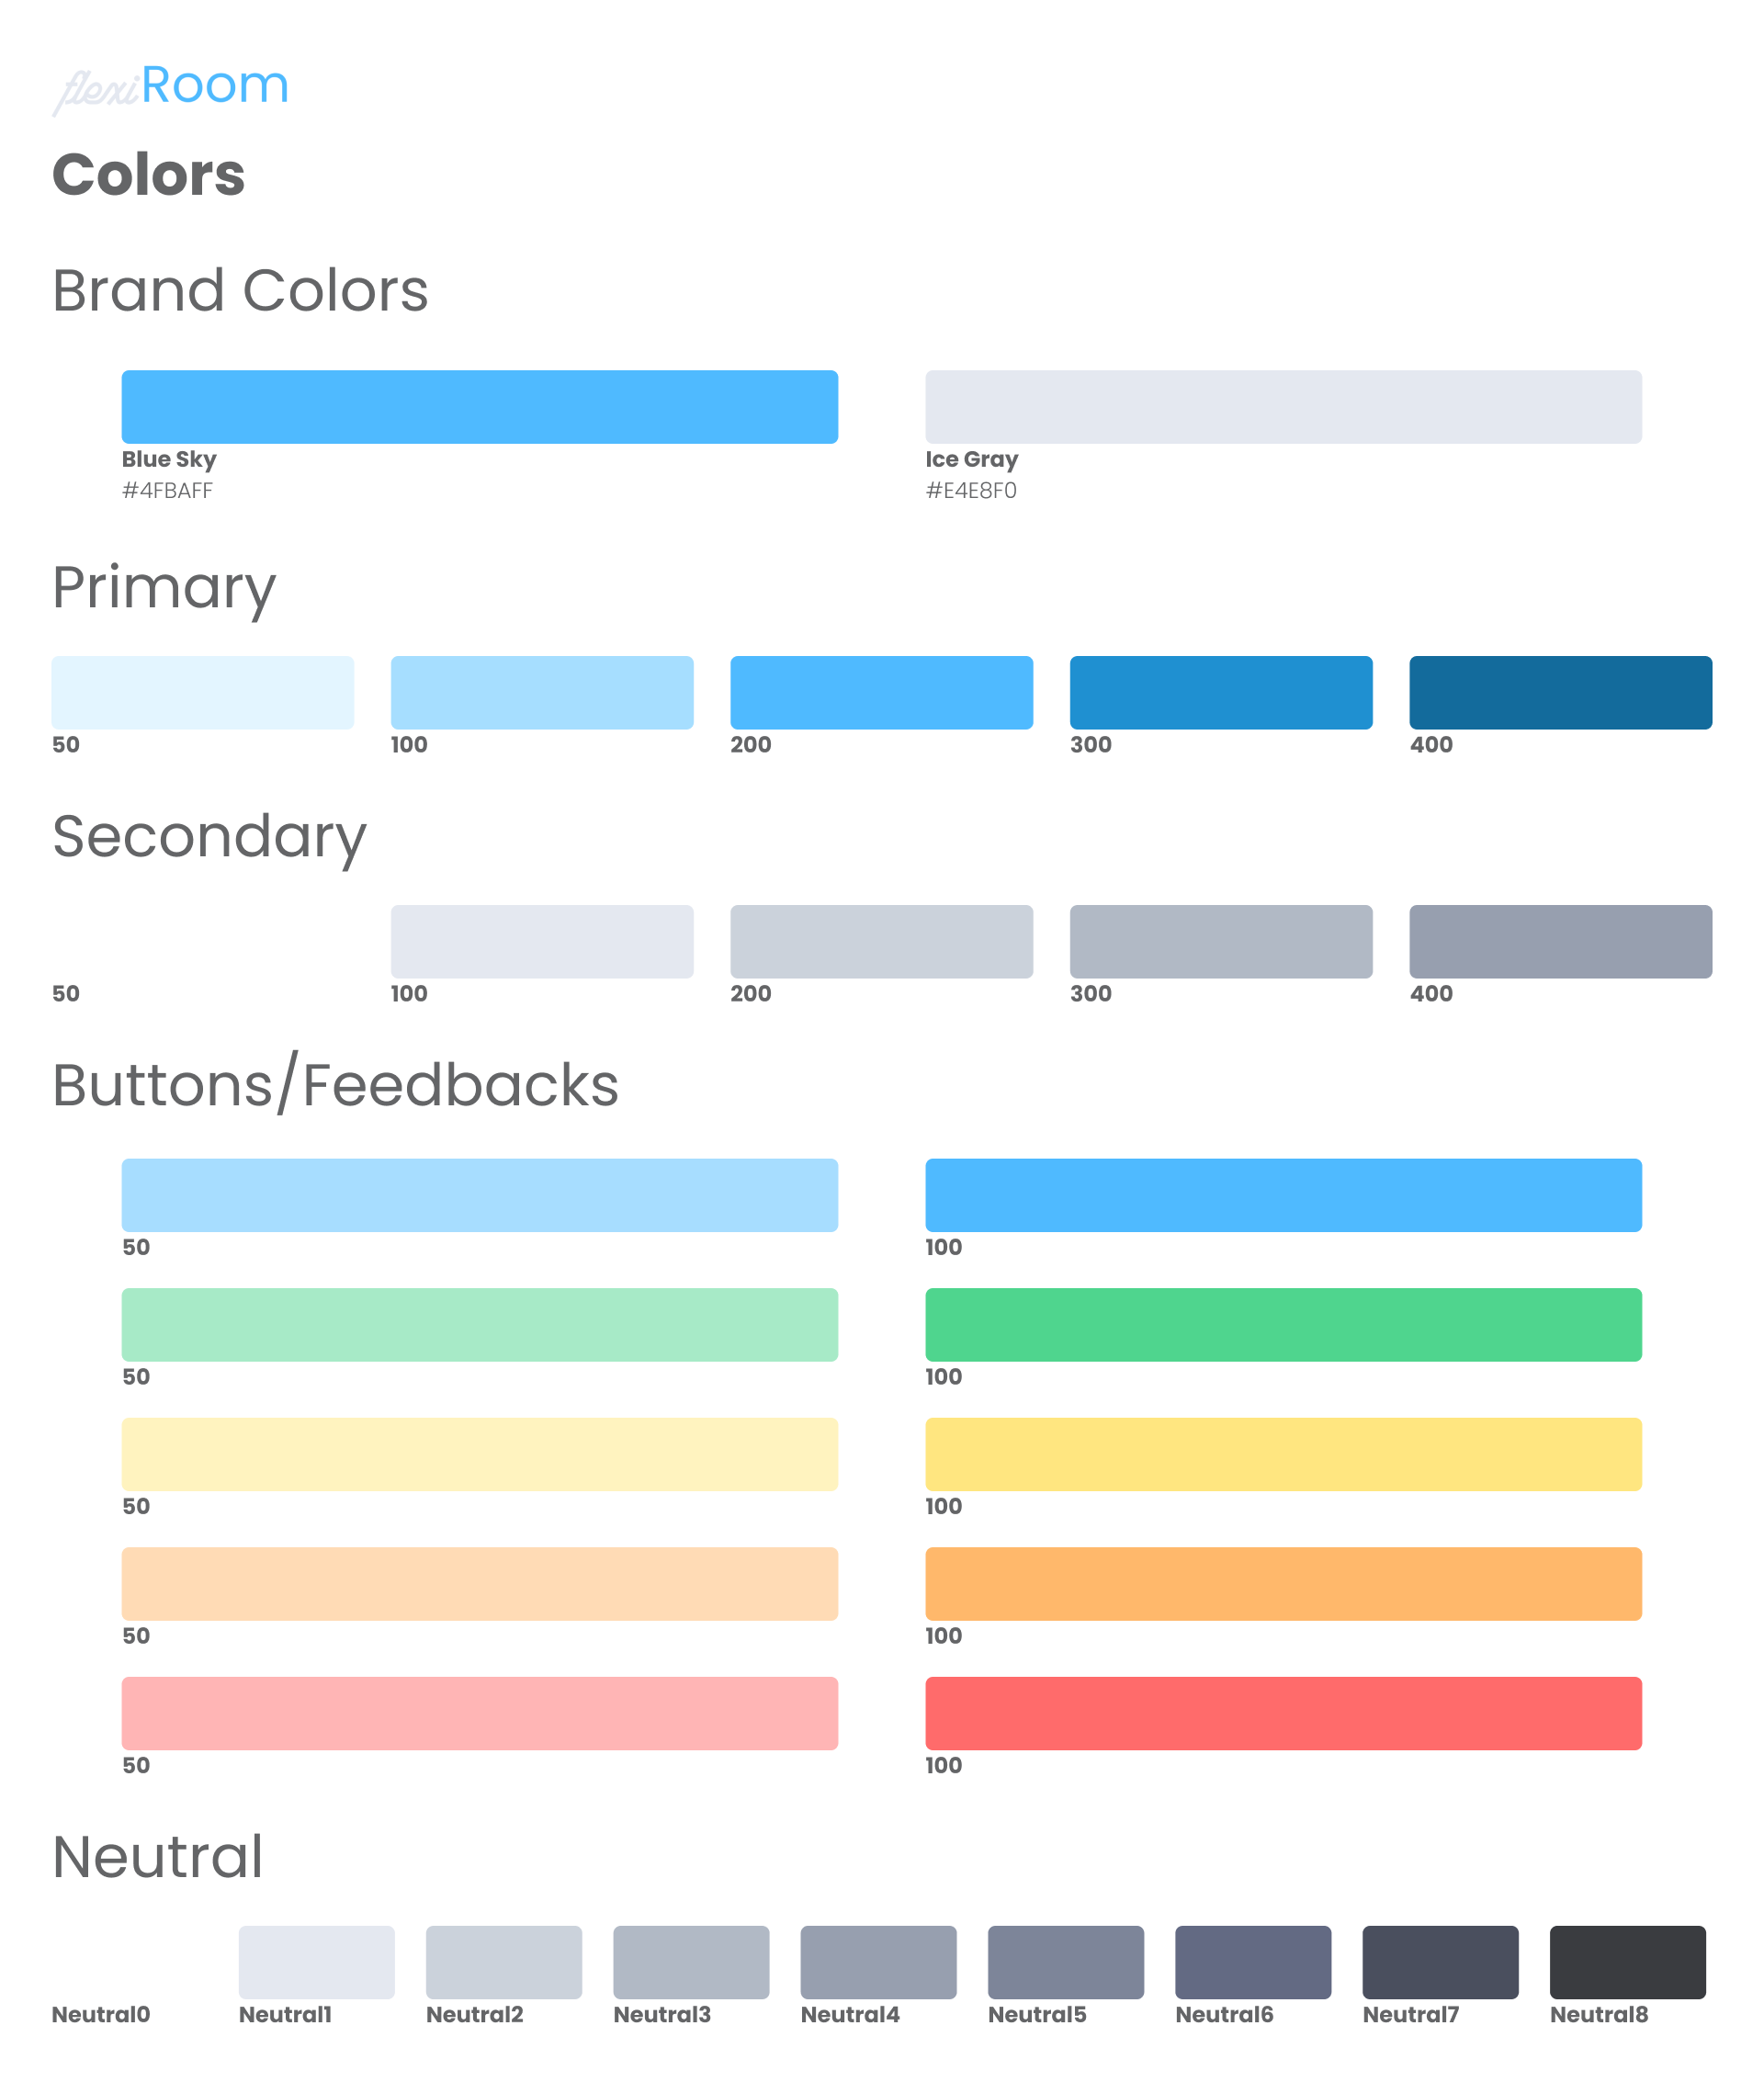 flexiRoom
Colors
Brand Colors
Blue Sky
#4FBAFF
Ice Gray
#E4E8F0
Primary
50 100 200 300 400
Secondary
50 100 200 300 400
Buttons/Feedbacks
50 100
50 100
50 100
50 100
50 100
Neutral
Neutral0 Neutral1 Neutral2 Neutral3 Neutral4 Neutral5 Neutral6 Neutral7 Neutral8